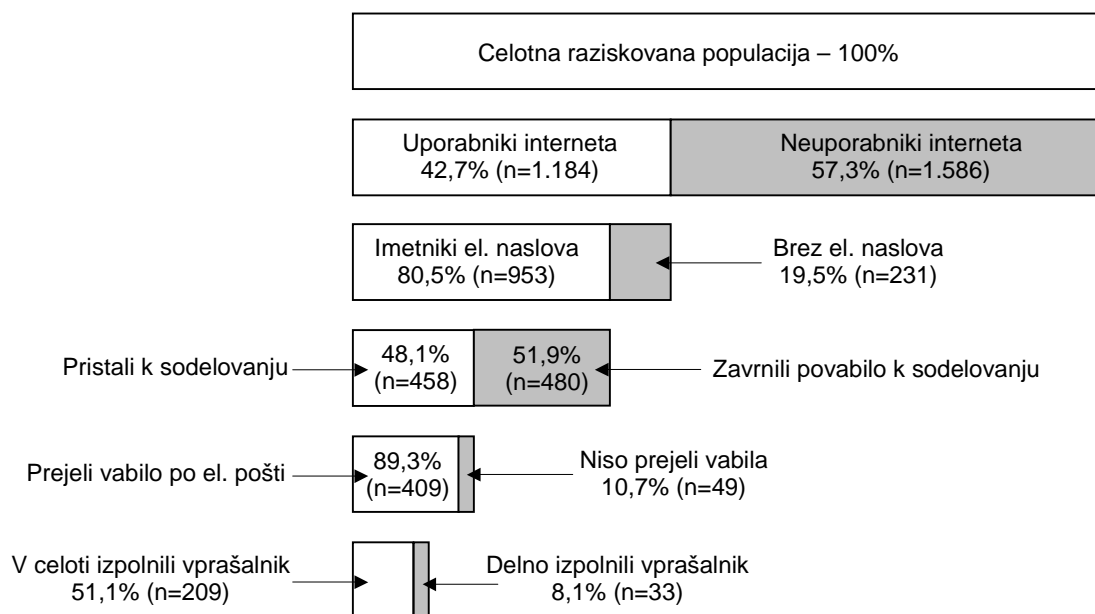 Celotna raziskovana populacija – 100%
Uporabniki interneta
42,7% (n=1.184)
Neuporabniki interneta
57,3% (n=1.586)
Imetniki el. naslova
80,5% (n=953)
Brez el. naslova
19,5% (n=231)
Pristali k sodelovanju
48,1%
(n=458)
51,9%
(n=480)
Zavrnili povabilo k sodelovanju
Prejeli vabilo po el. pošti
89,3%
(n=409)
Niso prejeli vabila
10,7% (n=49)
V celoti izpolnili vprašalnik
51,1% (n=209)
Delno izpolnili vprašalnik
8,1% (n=33)